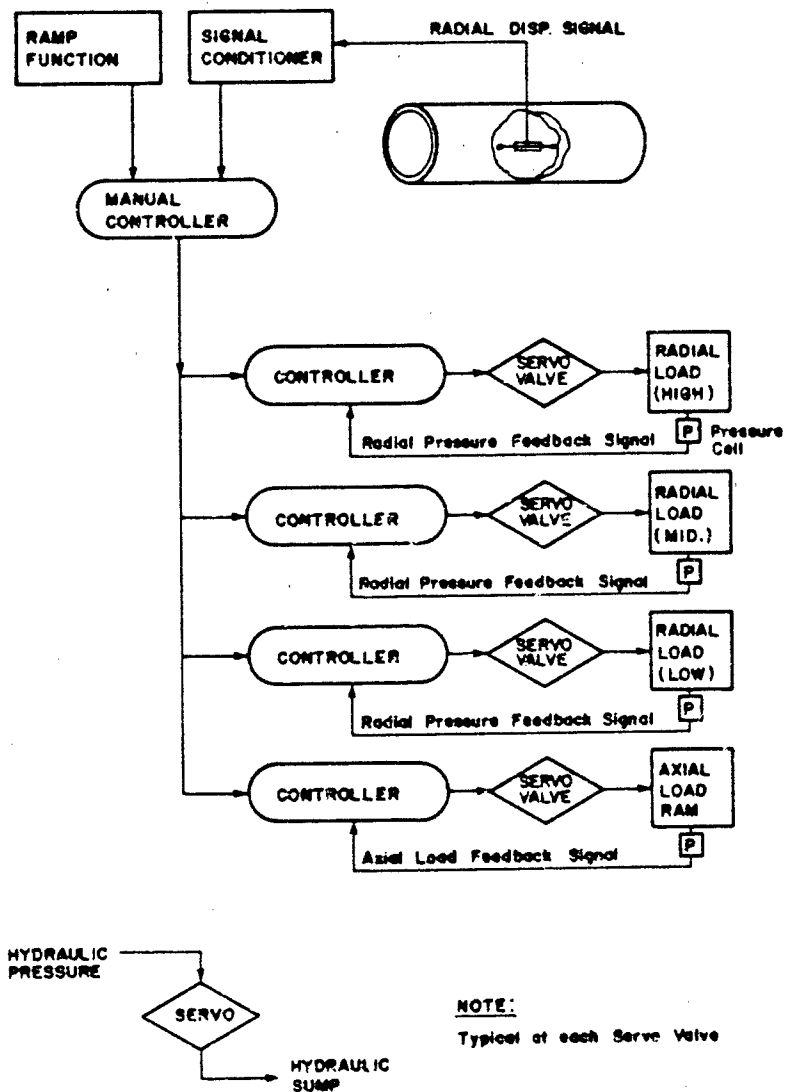 RAMP
FUNCTION
SIGNAL
CONDITIONER
RADIAL DISP. SIGNAL
MANUAL
CONTROLLER
CONTROLLER
SERVO
VALVE
RADIAL
LOAD
(HIGH)
P
Pressure
Cell
Radial Pressure Feedback Signal
CONTROLLER
SERVO
VALVE
RADIAL
LOAD
(MID.)
P
Radial Pressure Feedback Signal
CONTROLLER
SERVO
VALVE
RADIAL
LOAD
(LOW)
P
Radial Pressure Feedback Signal
CONTROLLER
SERVO
VALVE
AXIAL
LOAD
RAM
P
Axial Load Feedback Signal
HYDRAULIC
PRESSURE
SERVO
HYDRAULIC
SUMP
NOTE:
Typical at each Servo Valve